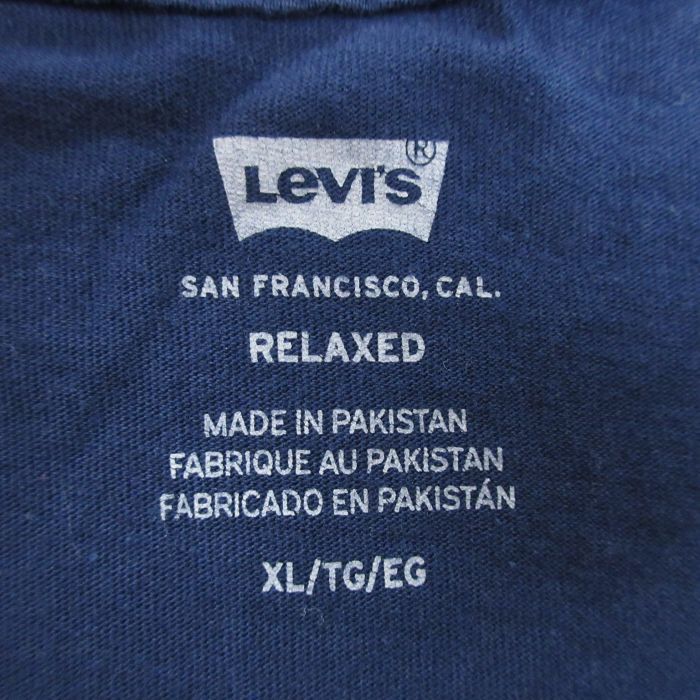 Levi's ®
SAN FRANCISCO, CAL.
RELAXED
MADE IN PAKISTAN
FABRIQUE AU PAKISTAN
FABRICADO EN PAKISTÁN
XL/TG/EG